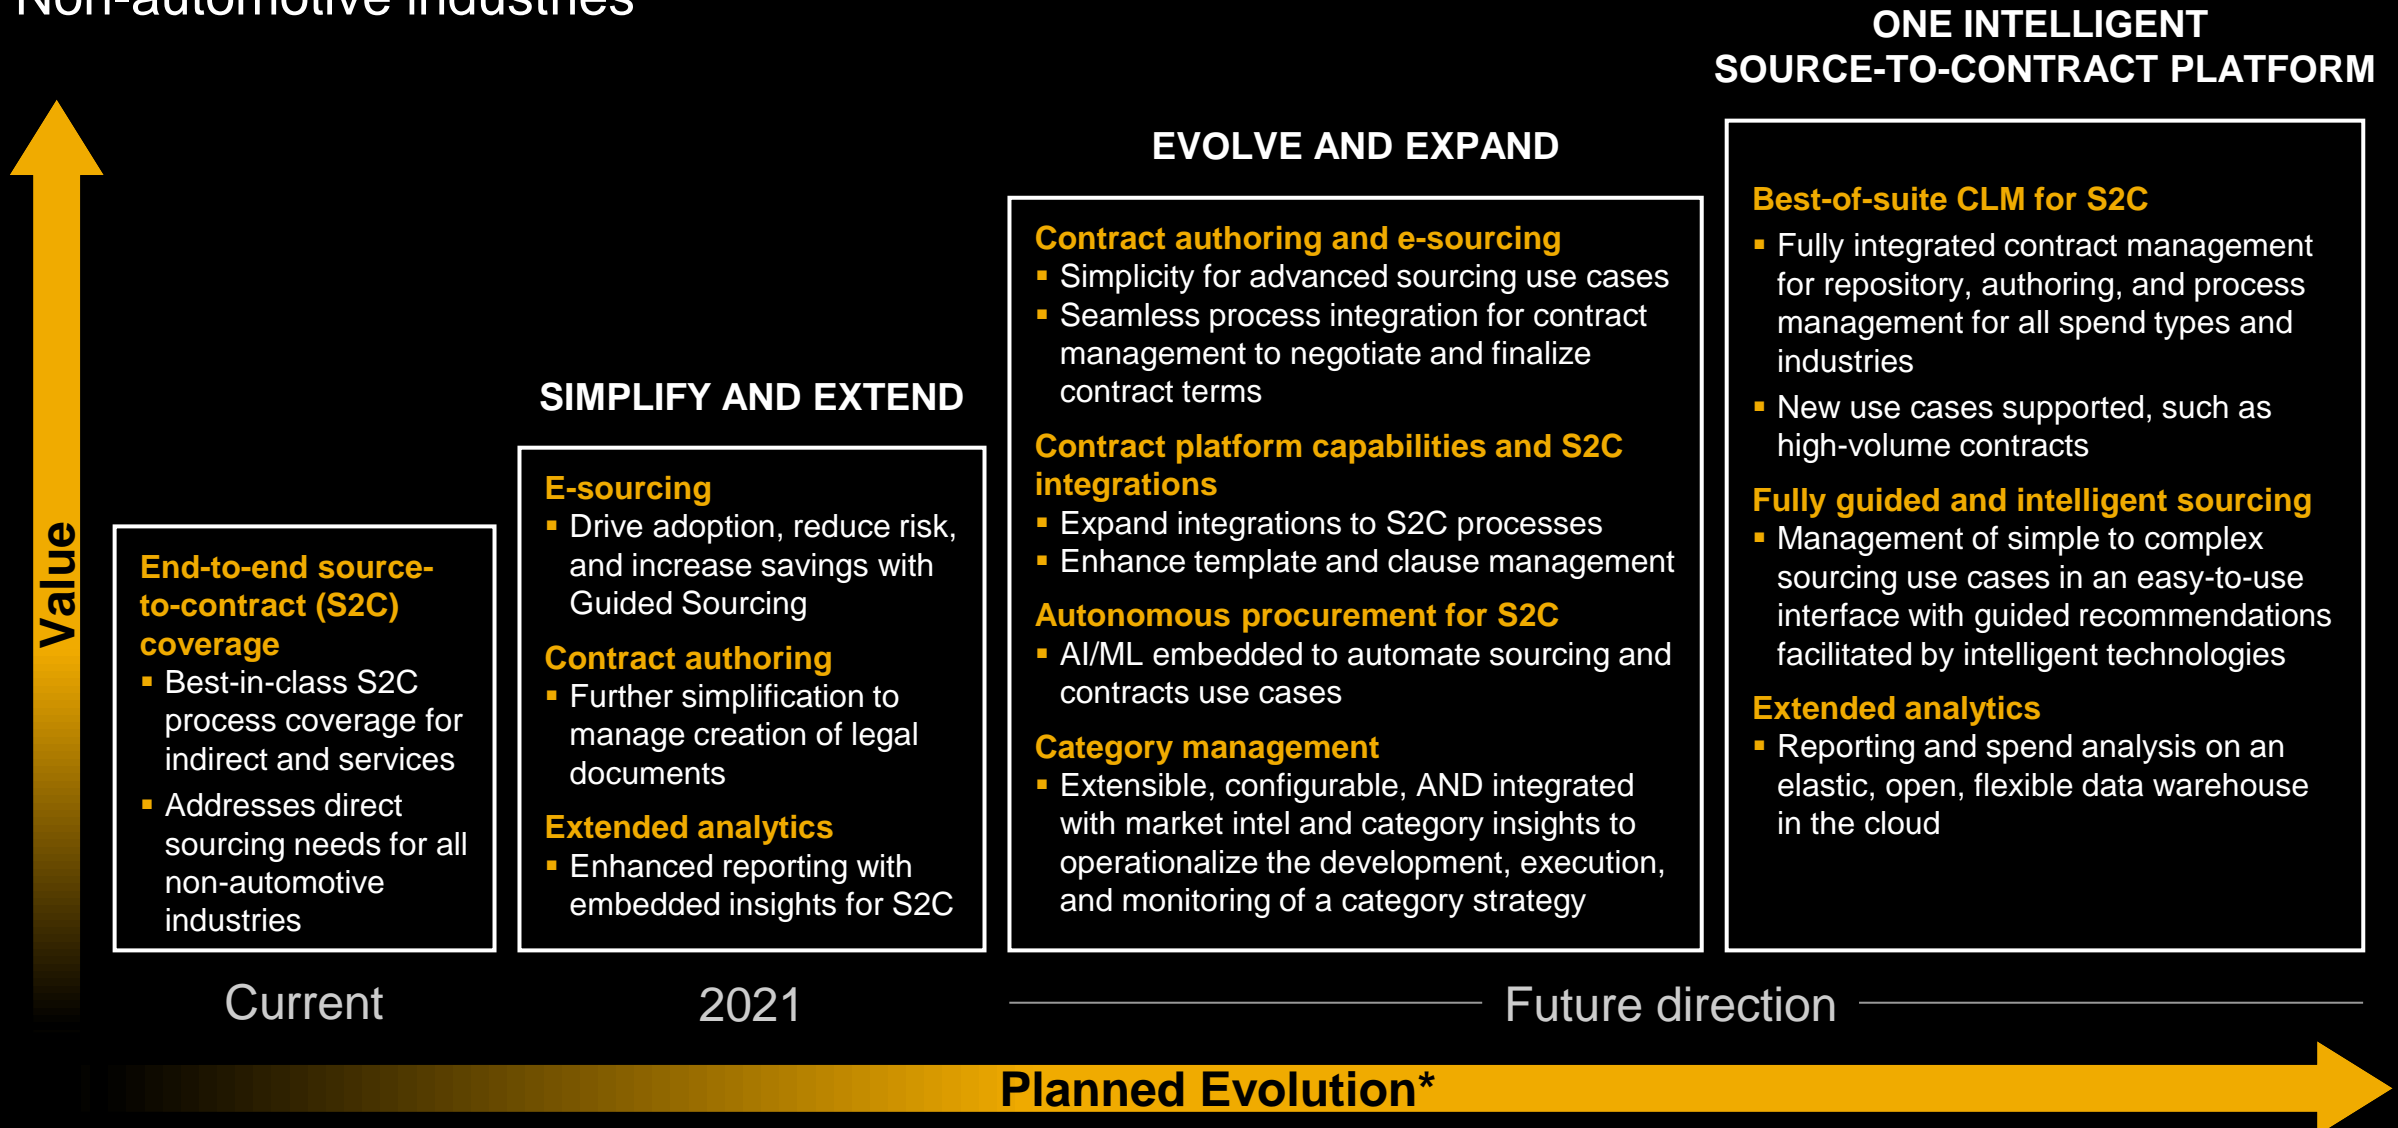 Non-automotive industries
ONE INTELLIGENT
SOURCE-TO-CONTRACT PLATFORM
EVOLVE AND EXPAND
SIMPLIFY AND EXTEND
Value
End-to-end source-
to-contract (S2C)
coverage
▪ Best-in-class S2C
process coverage for
indirect and services
▪ Addresses direct
sourcing needs for all
non-automotive
industries
E-sourcing
▪ Drive adoption, reduce risk,
and increase savings with
Guided Sourcing
Contract authoring
▪ Further simplification to
manage creation of legal
documents
Extended analytics
▪ Enhanced reporting with
embedded insights for S2C
Contract authoring and e-sourcing
▪ Simplicity for advanced sourcing use cases
▪ Seamless process integration for contract
management to negotiate and finalize
contract terms
Contract platform capabilities and S2C
integrations
▪ Expand integrations to S2C processes
▪ Enhance template and clause management
Autonomous procurement for S2C
▪ AI/ML embedded to automate sourcing and
contracts use cases
Category management
▪ Extensible, configurable, AND integrated
with market intel and category insights to
operationalize the development, execution,
and monitoring of a category strategy
Best-of-suite CLM for S2C
▪ Fully integrated contract management
for repository, authoring, and process
management for all spend types and
industries
▪ New use cases supported, such as
high-volume contracts
Fully guided and intelligent sourcing
▪ Management of simple to complex
sourcing use cases in an easy-to-use
interface with guided recommendations
facilitated by intelligent technologies
Extended analytics
▪ Reporting and spend analysis on an
elastic, open, flexible data warehouse
in the cloud
Current
2021
Future direction
Planned Evolution*